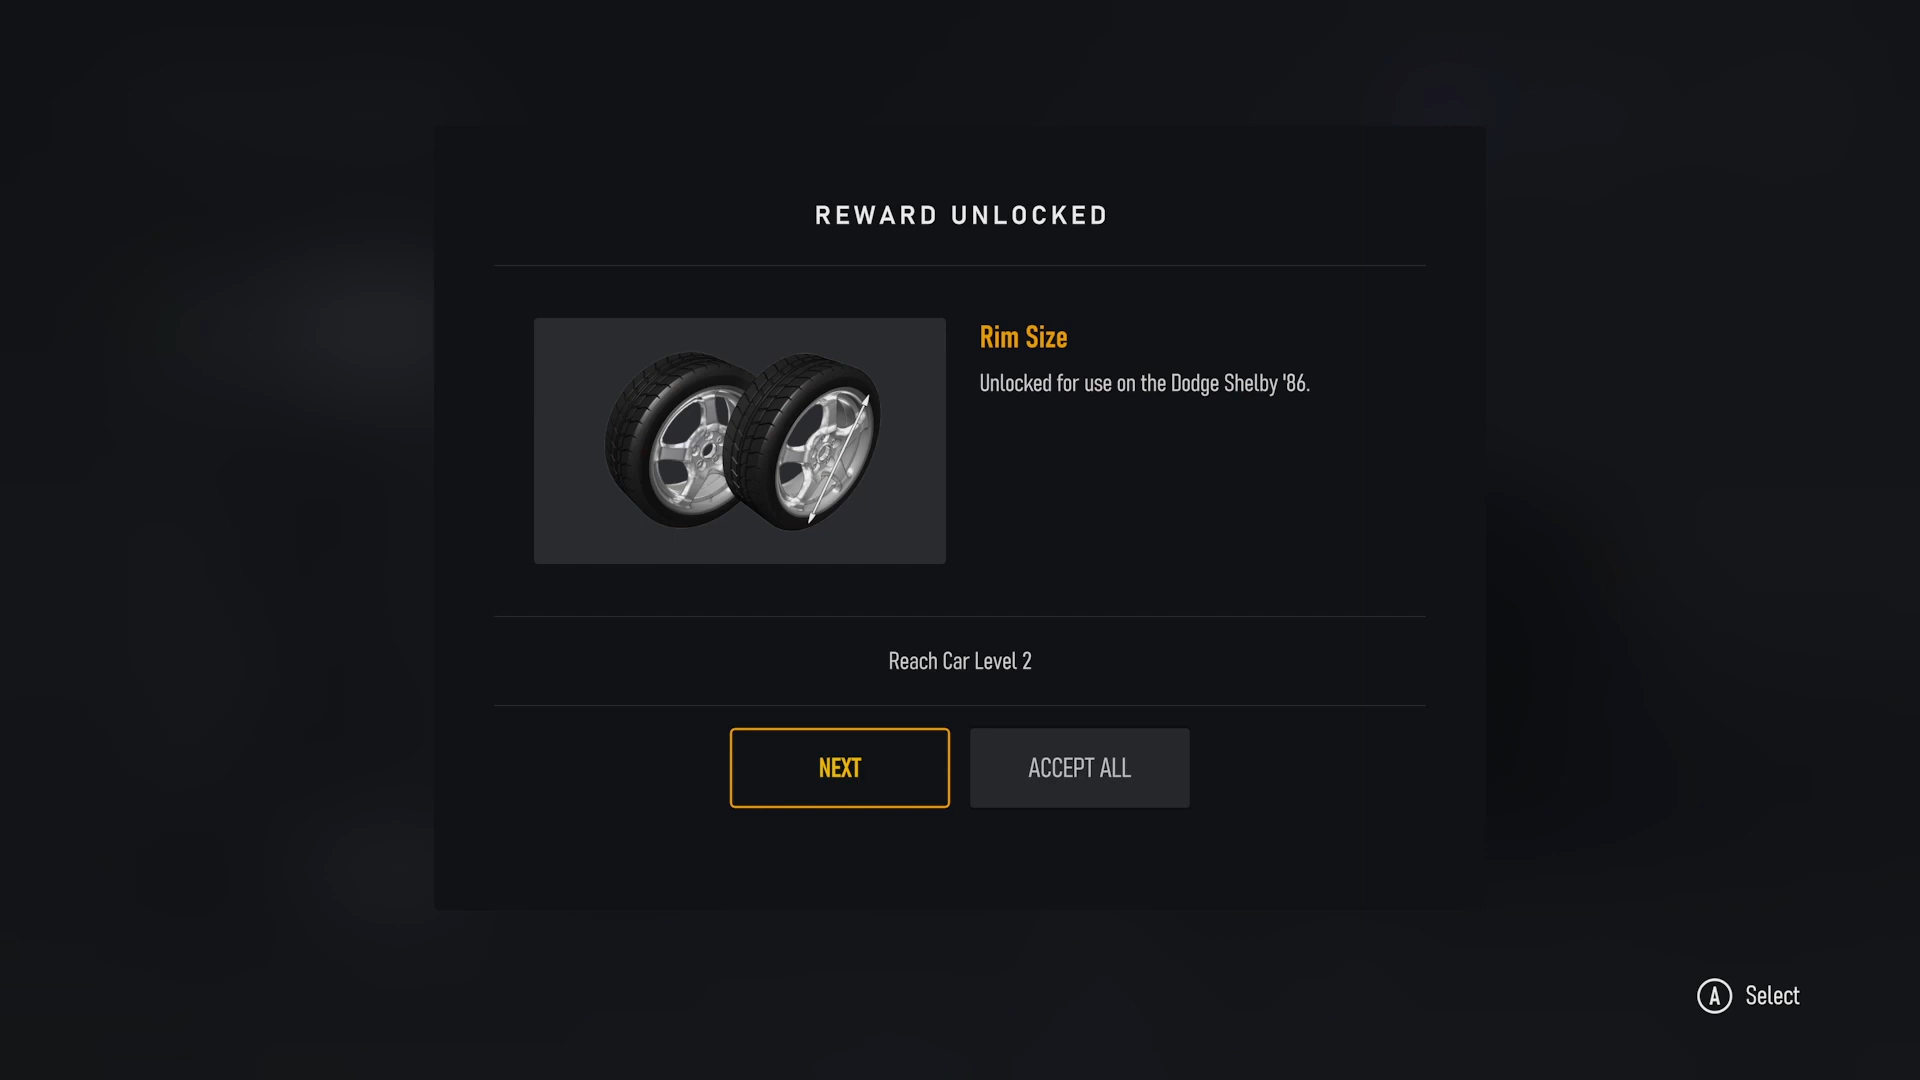 REWARD UNLOCKED
Rim Size
Unlocked for use on the Dodge Shelby '86.
Reach Car Level 2
NEXT
ACCEPT ALL
A Select